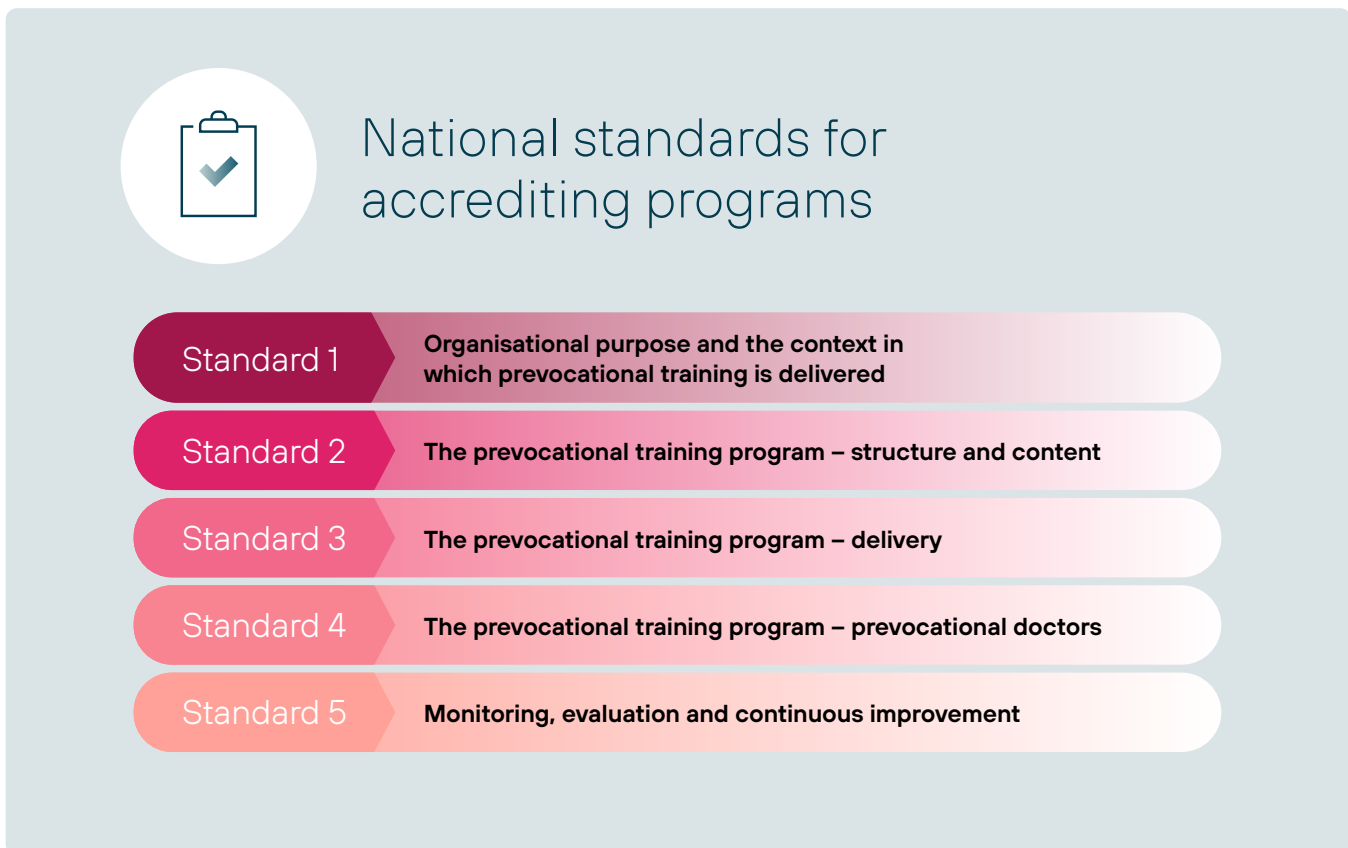 National standards for
accrediting programs
Standard 1
Organisational purpose and the context in
which prevocational training is delivered
Standard 2
The prevocational training program – structure and content
Standard 3
The prevocational training program – delivery
Standard 4
The prevocational training program – prevocational doctors
Standard 5
Monitoring, evaluation and continuous improvement